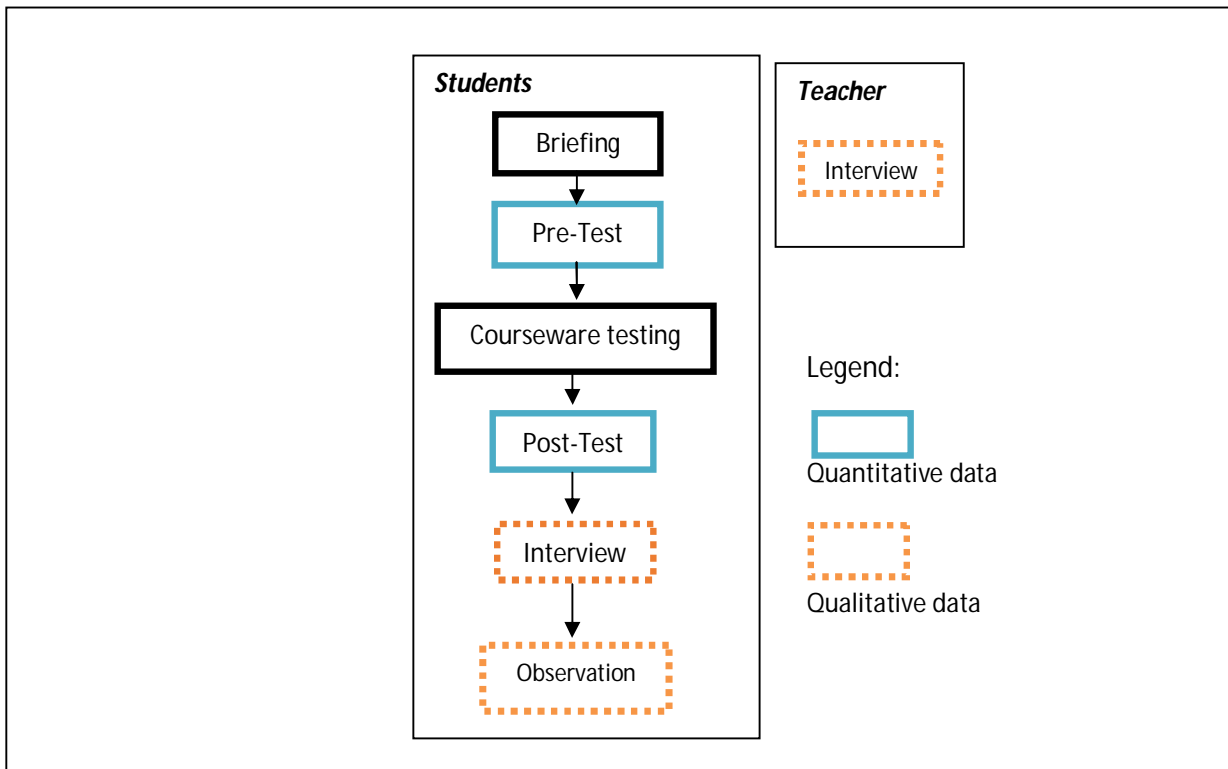 Students
Briefing
Pre-Test
Courseware testing
Post-Test
Interview
Observation
Teacher
Interview
Legend:
Quantitative data
Qualitative data